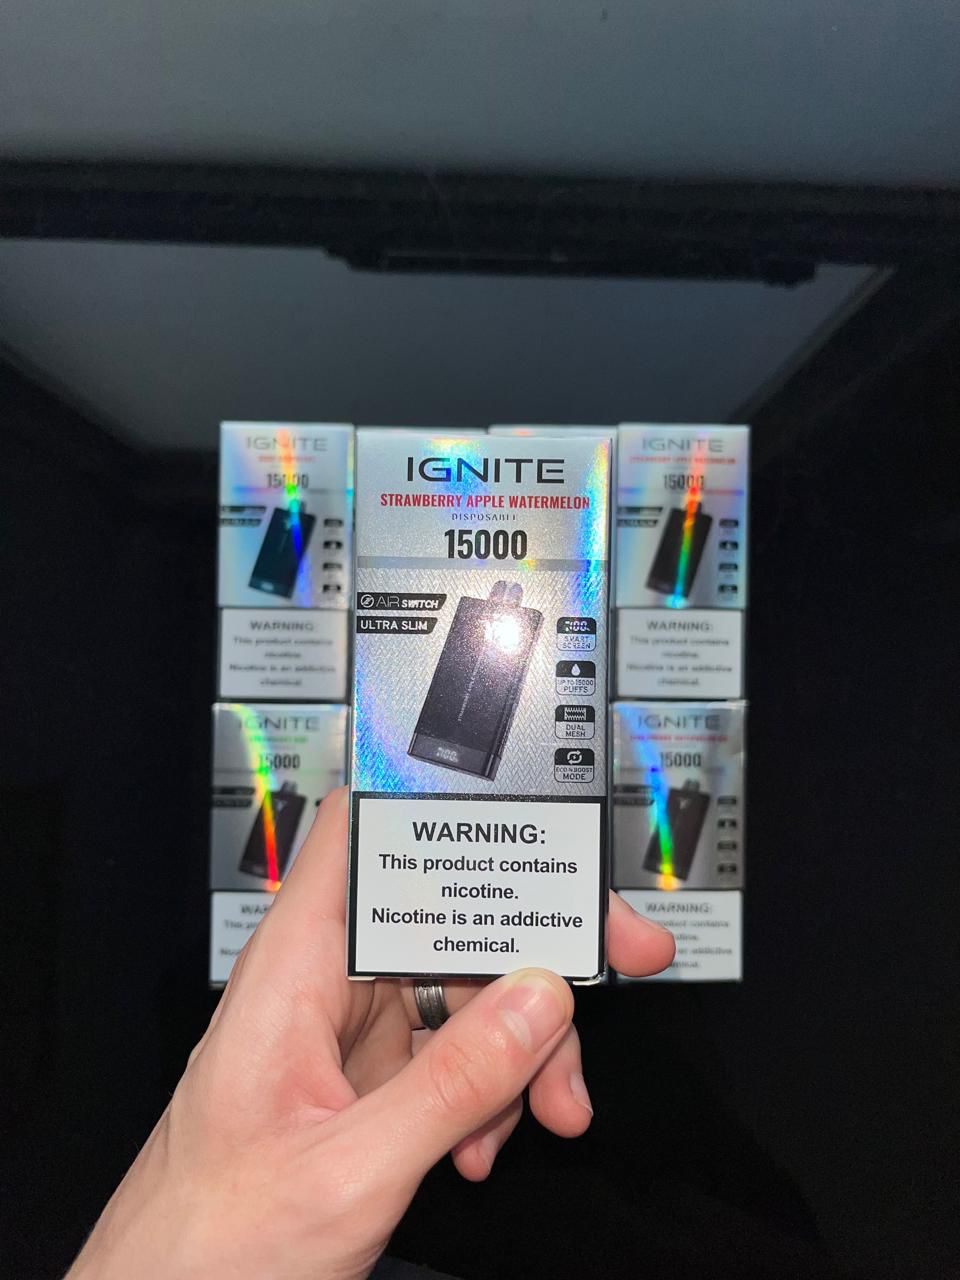 IGNITE
STRAWBERRY APPLE WATERMELON
DISPOSABLE
15000
AIR SWITCH
ULTRA SLIM
SMART
SCREEN
UP TO 15000
PUFFS
DUAL
MESH
ECO N BOOST
MODE
WARNING:
This product contains
nicotine.
Nicotine is an addictive
chemical.
IGNITE
15000
WARNING:
This product contains
nicotine.
Nicotine is an addictive
chemical.
IGNITE
STRAWBERRY APPLE WATERMELON
15000
WARNING:
This product contains
nicotine.
Nicotine is an addictive
chemical.
IGNITE
15000
IGNITE
15000
WARNING: